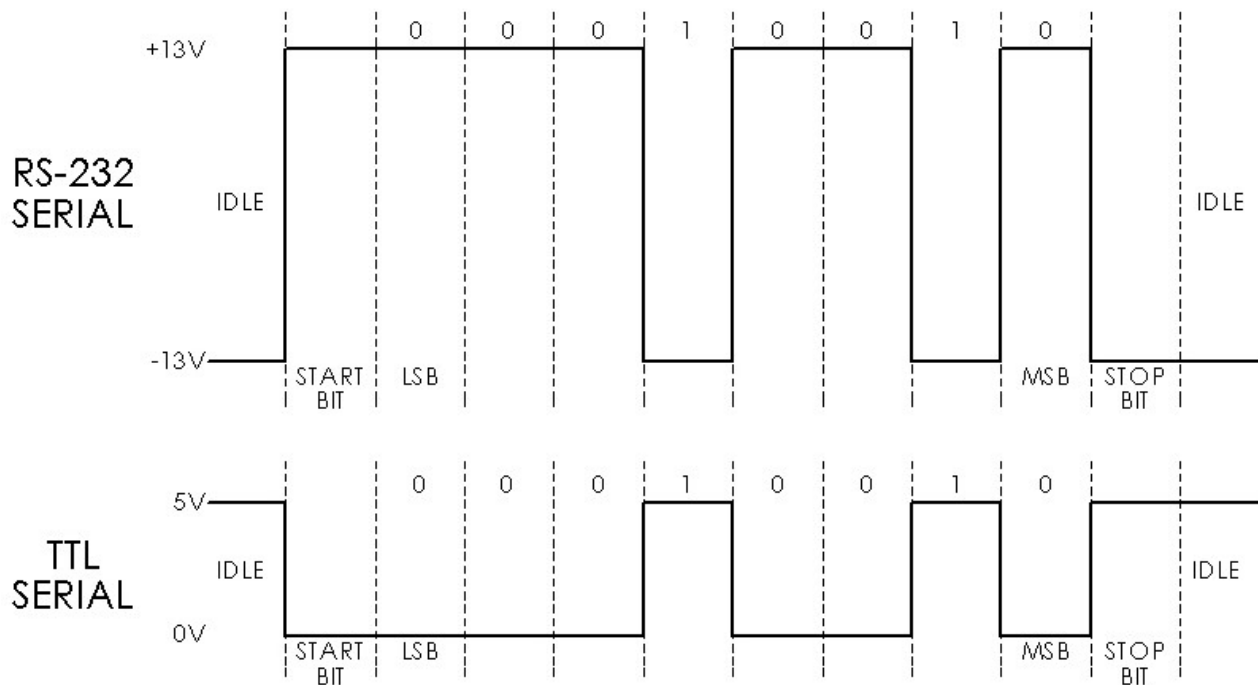 0 0 0 1 0 0 1 0
+13V
RS-232
SERIAL
IDLE
IDLE
-13V
START
BIT
LSB
MSB
STOP
BIT
0 0 0 1 0 0 1 0
5V
TTL
SERIAL
IDLE
IDLE
0V
START
BIT
LSB
MSB
STOP
BIT